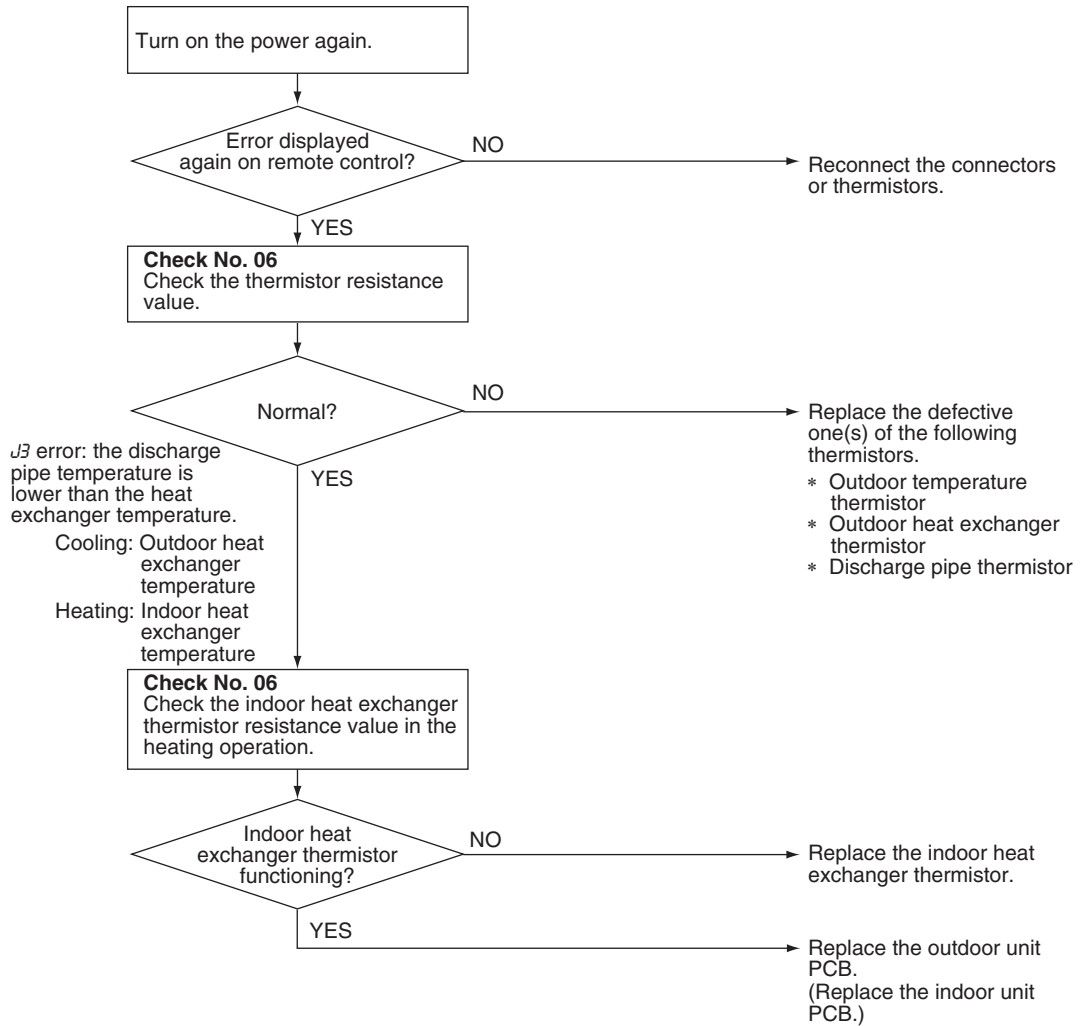 Turn on the power again.
Error displayed
again on remote control?
NO
Reconnect the connectors
or thermistors.
YES
Check No. 06
Check the thermistor resistance
value.
Normal?
NO
Replace the defective
one(s) of the following
thermistors.
* Outdoor temperature
thermistor
* Outdoor heat exchanger
thermistor
* Discharge pipe thermistor
YES
J3 error: the discharge
pipe temperature is
lower than the heat
exchanger temperature.
Cooling: Outdoor heat
exchanger
temperature
Heating: Indoor heat
exchanger
temperature
Check No. 06
Check the indoor heat exchanger
thermistor resistance value in the
heating operation.
Indoor heat
exchanger thermistor
functioning?
NO
Replace the indoor heat
exchanger thermistor.
YES
Replace the outdoor unit
PCB.
(Replace the indoor unit
PCB.)